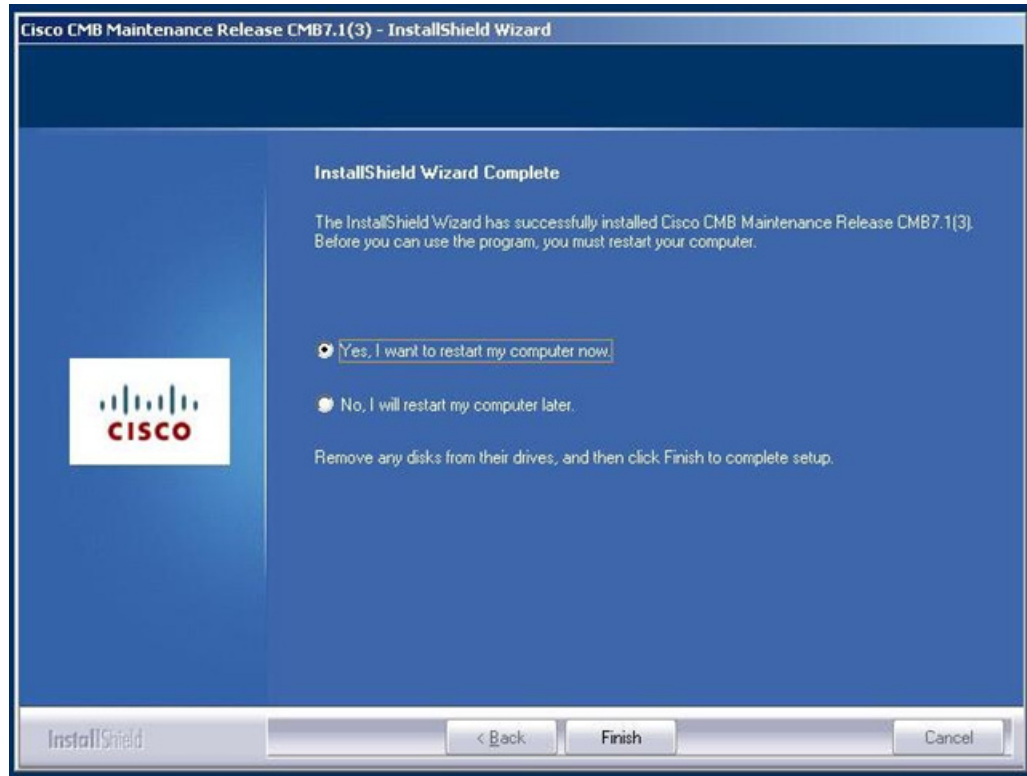 Cisco CMB Maintenance Release CMB7.1(3) - InstallShield Wizard
InstallShield Wizard Complete
The InstallShield Wizard has successfully installed Cisco CMB Maintenance Release CMB7.1(3).
Before you can use the program, you must restart your computer.
Yes, I want to restart my computer now.
No, I will restart my computer later.
CISCO
Remove any disks from their drives, and then click Finish to complete setup.
InstallShield
< Back
Finish
Cancel